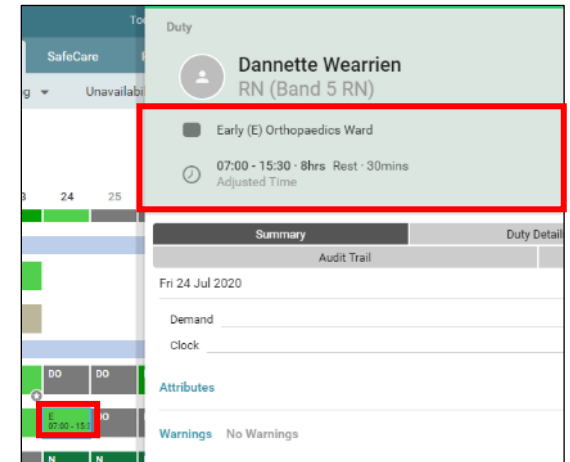 Duty
SafeCare
Unavailabi
Dannette Wearrien
RN (Band 5 RN)
Early (E) Orthopaedics Ward
07:00 - 15:30 · 8hrs Rest · 30mins
Adjusted Time
24 25
Summary Duty Detail
Audit Trail
Fri 24 Jul 2020
Demand
Clock
DO DO
Attributes
E DO
07:00 - 15:
Warnings No Warnings
N N